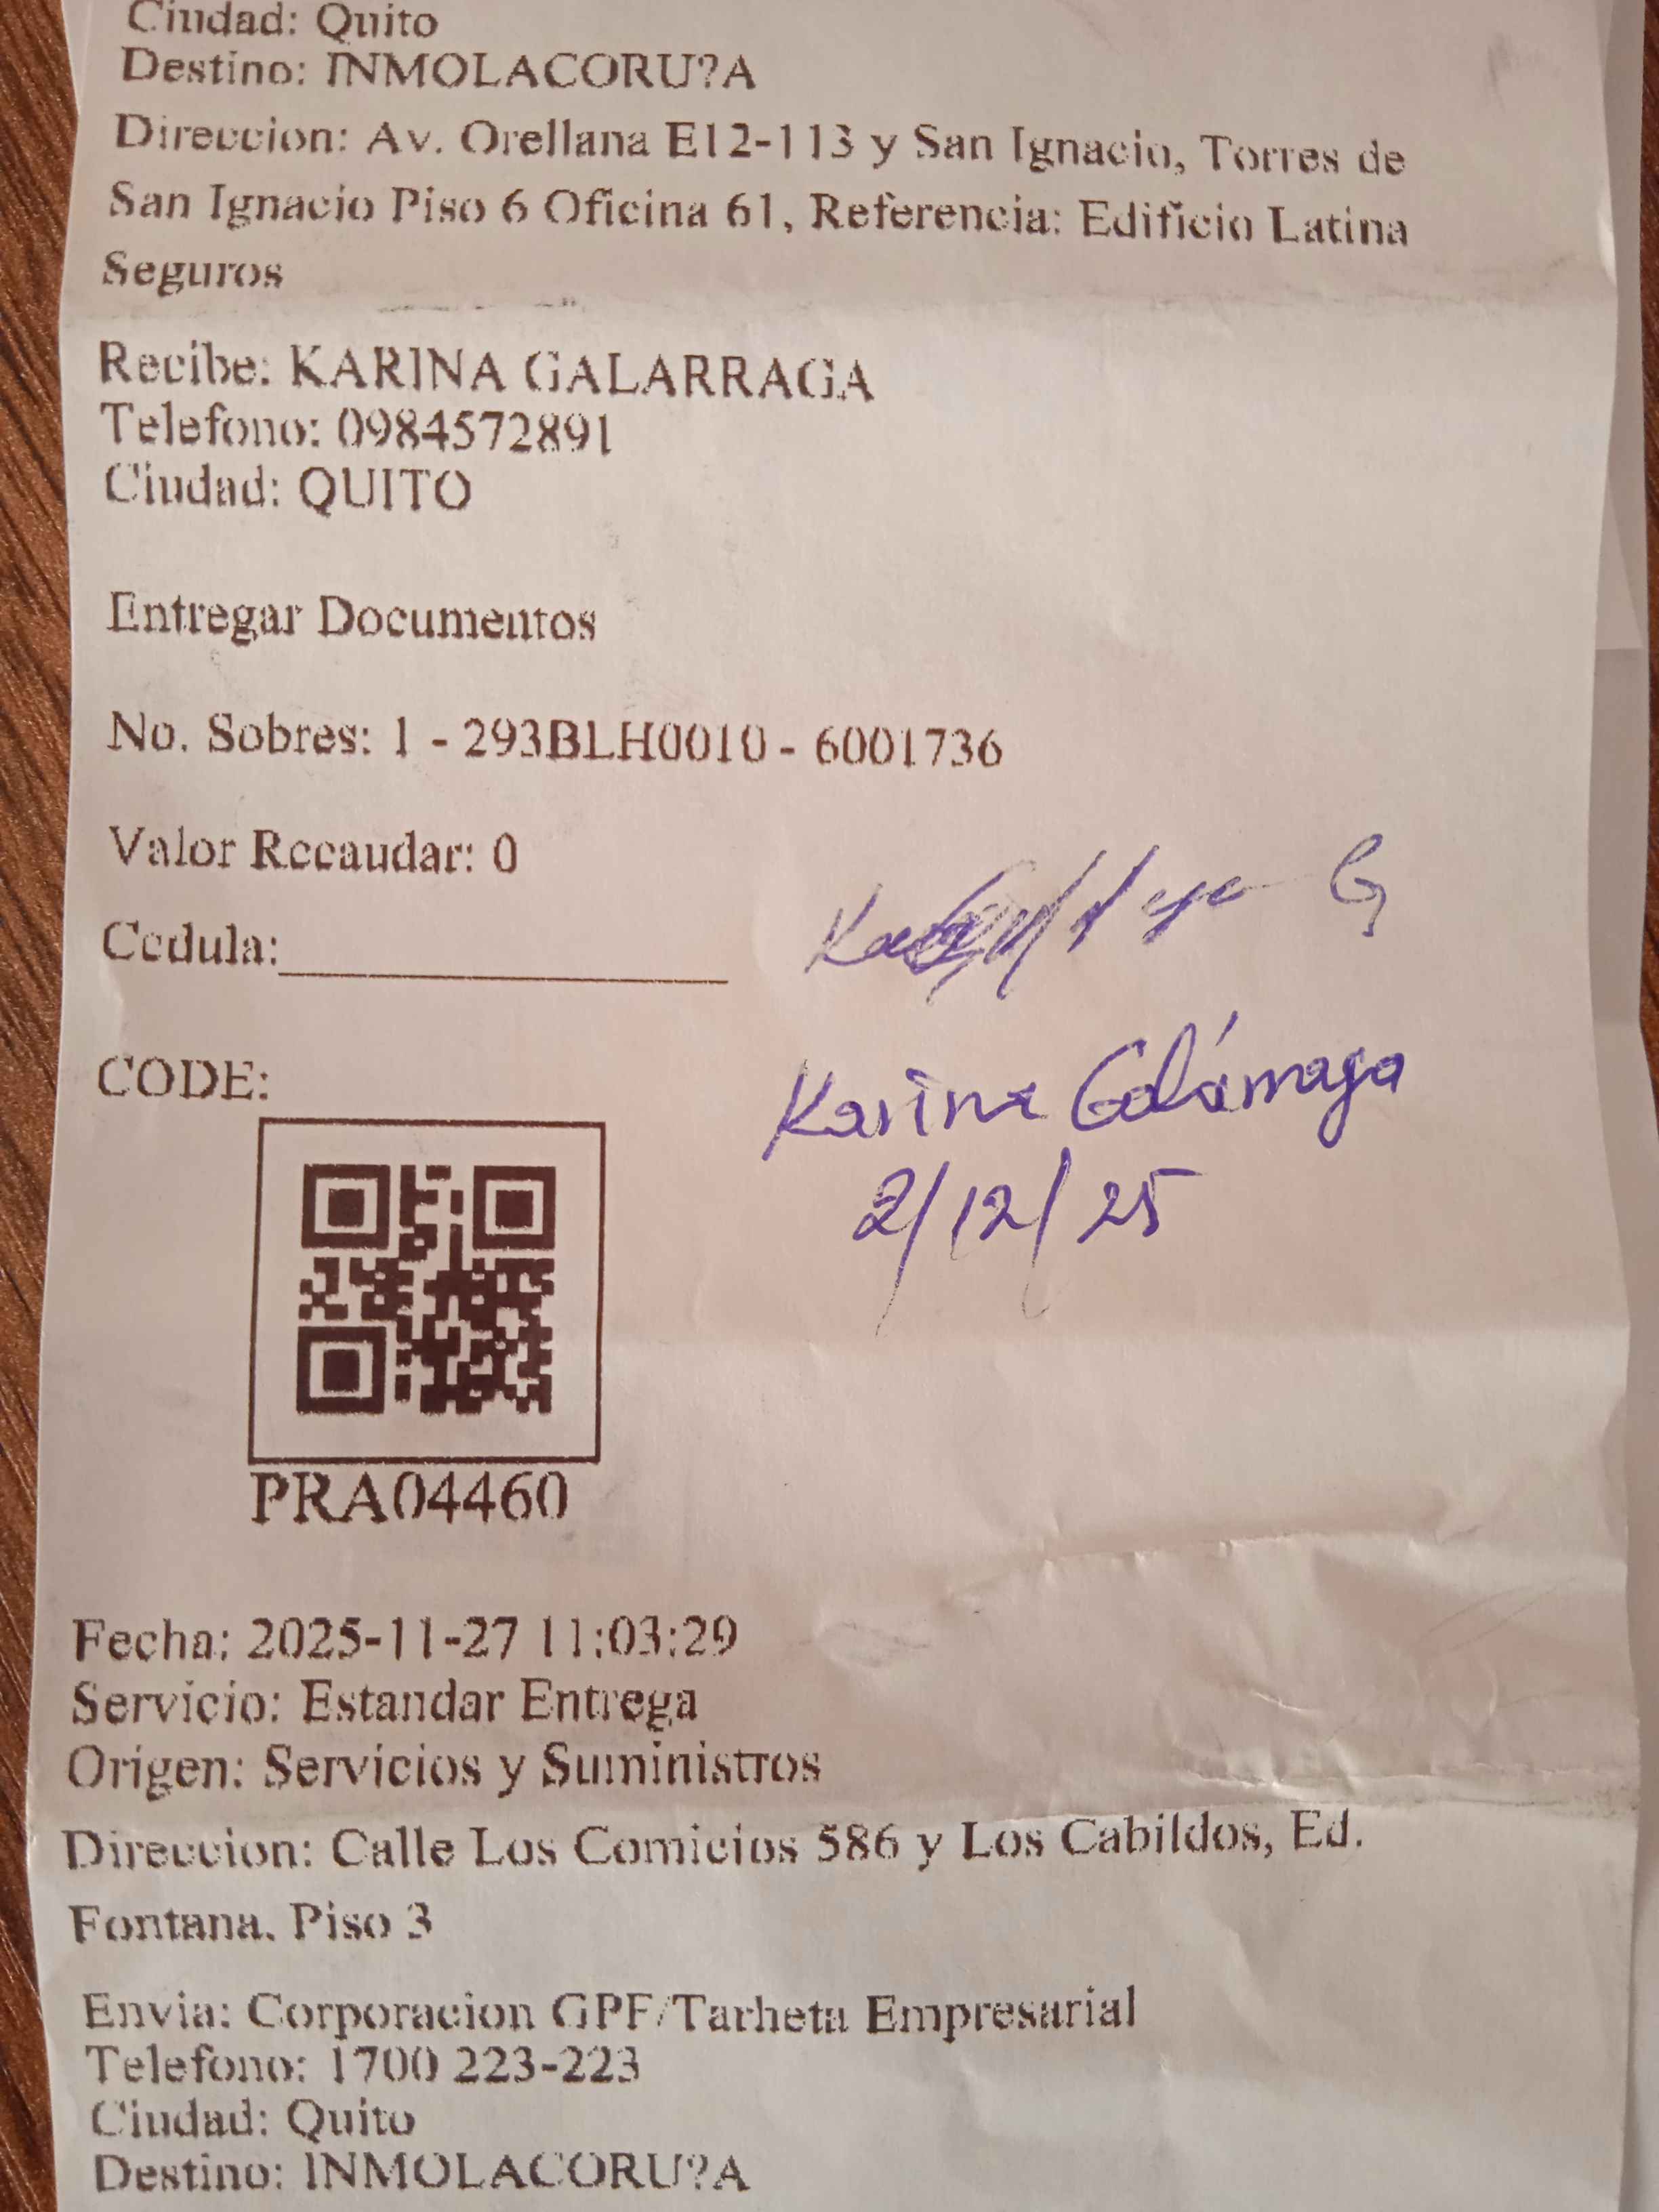 Ciudad: Quito
Destino: INMOLACORU?A
Direccion: Av. Orellana E12-113 y San Ignacio, Torres de
San Ignacio Piso 6 Oficina 61, Referencia: Edificio Latina
Seguros
Recibe: KARINA GALARRAGA
Telefono: 0984572891
Ciudad: QUITO
Entregar Documentos
No. Sobres: 1 - 293BLH0010 - 6001736
Valor Recaudar: 0
Cedula:
CODE:
Karina Galárraga
2/12/25
PRA04460
Fecha: 2025-11-27 11:03:29
Servicio: Estandar Entrega
Origen: Servicios y Suministros
Direccion: Calle Los Comicios 586 y Los Cabildos, Ed.
Fontana. Piso 3
Envia: Corporacion GPF/Tarheta Empresarial
Telefono: 1700 223-223
Ciudad: Quito
Destino: INMOLACORU?A